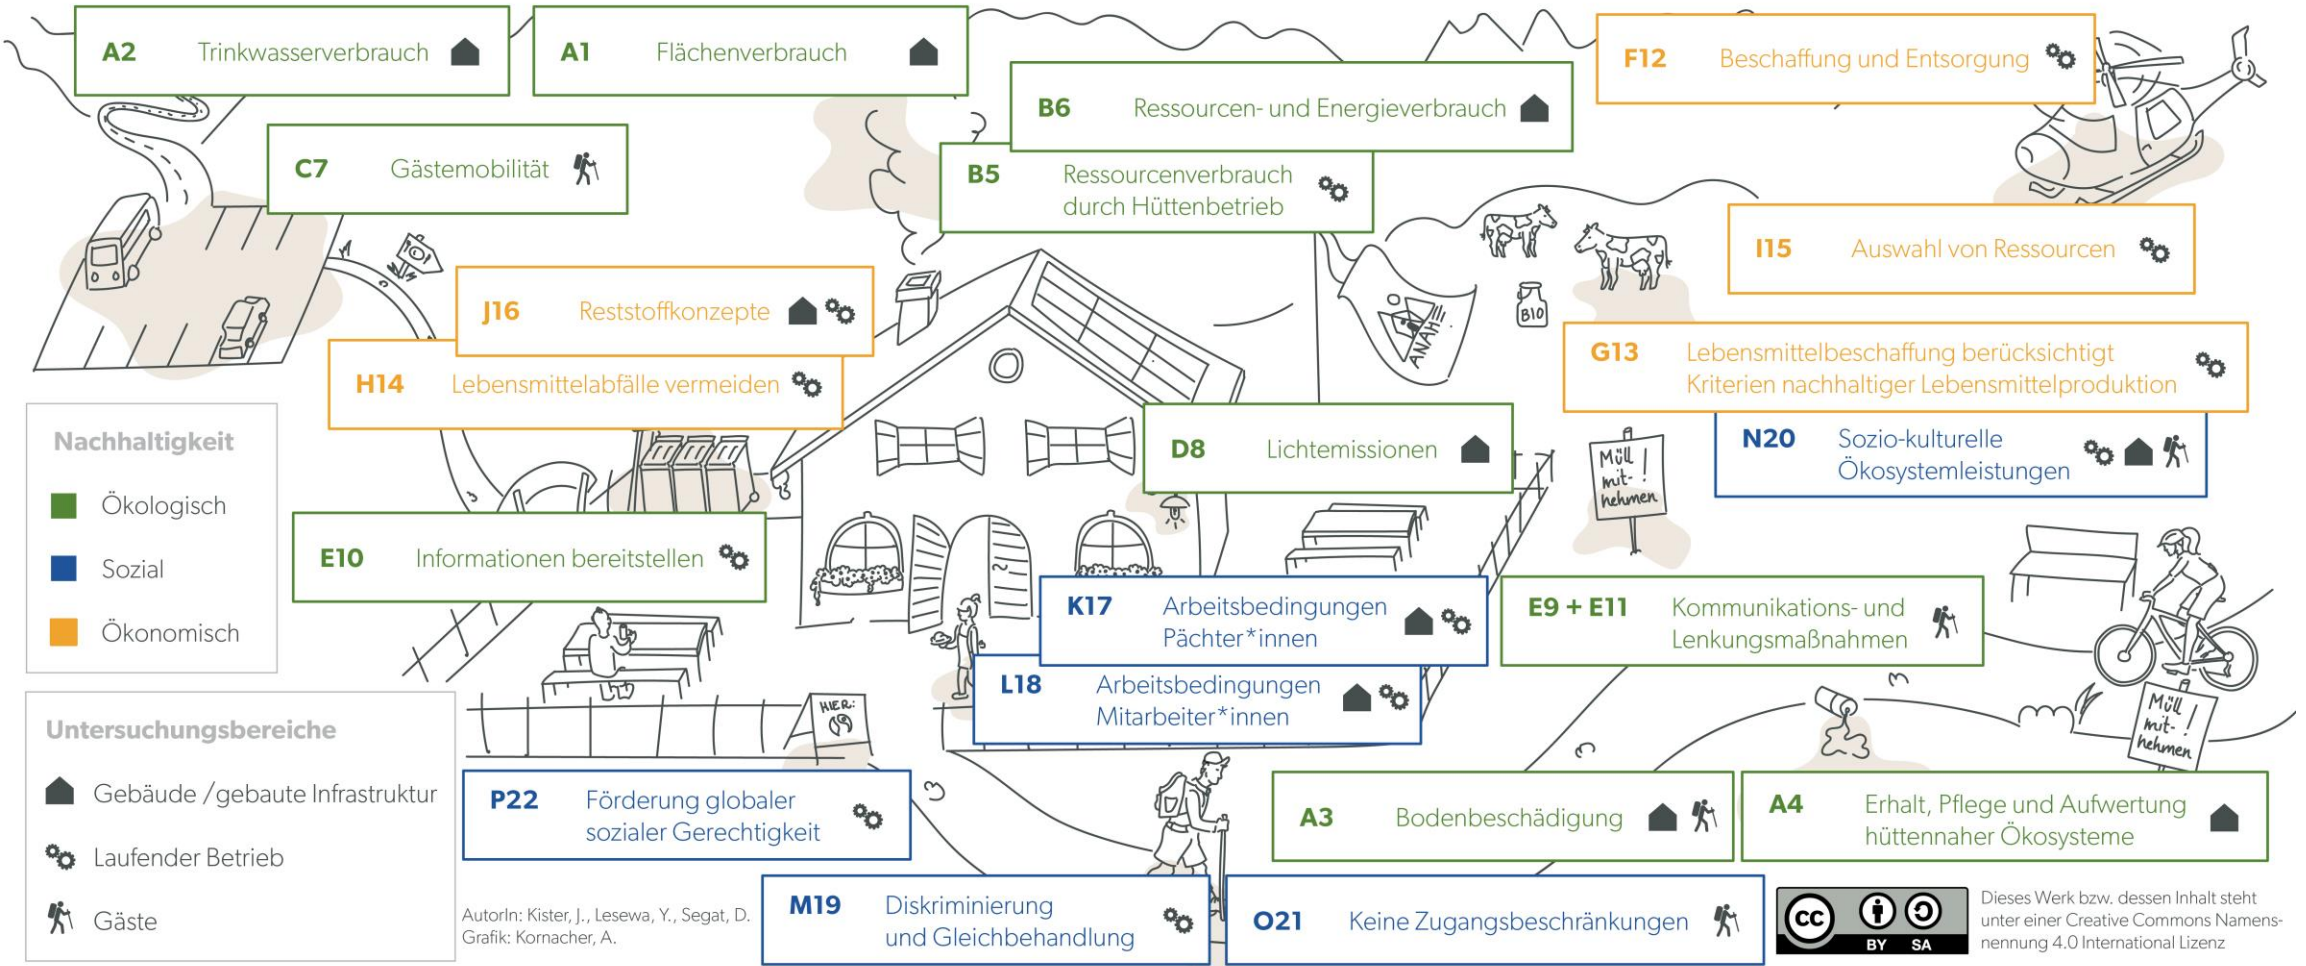 A2 Trinkwasserverbrauch
A1 Flächenverbrauch
F12 Beschaffung und Entsorgung
B6 Ressourcen- und Energieverbrauch
C7 Gästemobilität
B5 Ressourcenverbrauch
durch Hüttenbetrieb
I15 Auswahl von Ressourcen
J16 Reststoffkonzepte
BIO
ANAH
G13 Lebensmittelbeschaffung berücksichtigt
Kriterien nachhaltiger Lebensmittelproduktion
H14 Lebensmittelabfälle vermeiden
Nachhaltigkeit
Ökologisch
Sozial
Ökonomisch
D8 Lichtemissionen
Müll
mit-!
nehmen
N20 Sozio-kulturelle
Ökosystemleistungen
E10 Informationen bereitstellen
K17 Arbeitsbedingungen
Pächter*innen
E9 + E11 Kommunikations- und
Lenkungsmaßnahmen
L18 Arbeitsbedingungen
Mitarbeiter*innen
HIER:
Müll
mit-!
nehmen
Untersuchungsbereiche
Gebäude / gebaute Infrastruktur
Laufender Betrieb
Gäste
P22 Förderung globaler
sozialer Gerechtigkeit
A3 Bodenbeschädigung
A4 Erhalt, Pflege und Aufwertung
hüttennaher Ökosysteme
AutorIn: Kister, J., Lesewa, Y., Segat, D.
Grafik: Kornacher, A.
M19 Diskriminierung
und Gleichbehandlung
O21 Keine Zugangsbeschränkungen
cc
BY SA
Dieses Werk bzw. dessen Inhalt steht
unter einer Creative Commons Namens-
nennung 4.0 International Lizenz